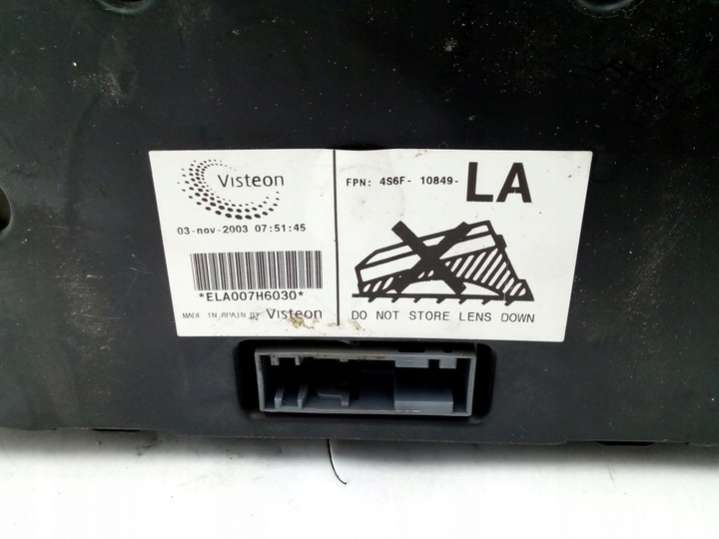 Visteon
03-nov-2003 07:51:45
*ELA007H6030*
MADE IN SPAIN BY Visteon
FPN: 4S6F- 10849- LA
DO NOT STORE LENS DOWN